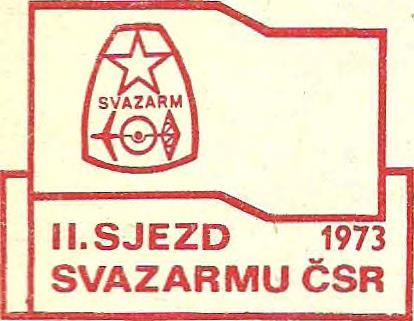 SVAZARM
II. SJEZD 1973
SVAZARMU ČSR